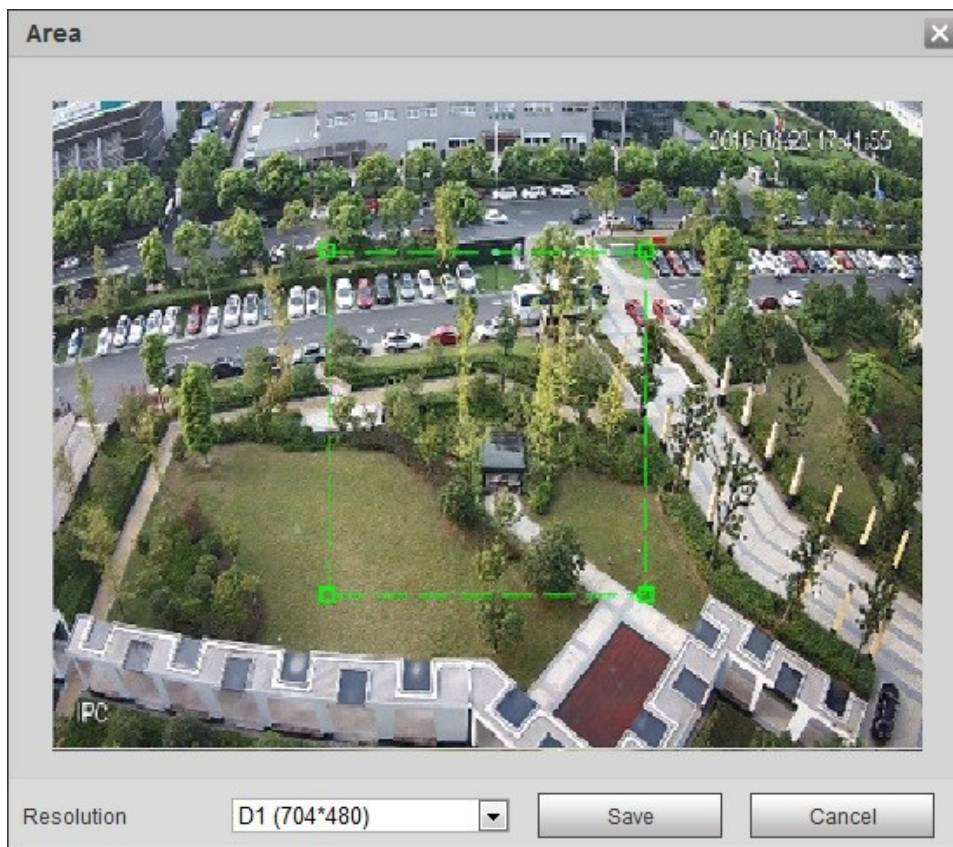 Area
2016-08-23 17:41:55
IPC
Resolution
D1 (704*480)
Save
Cancel